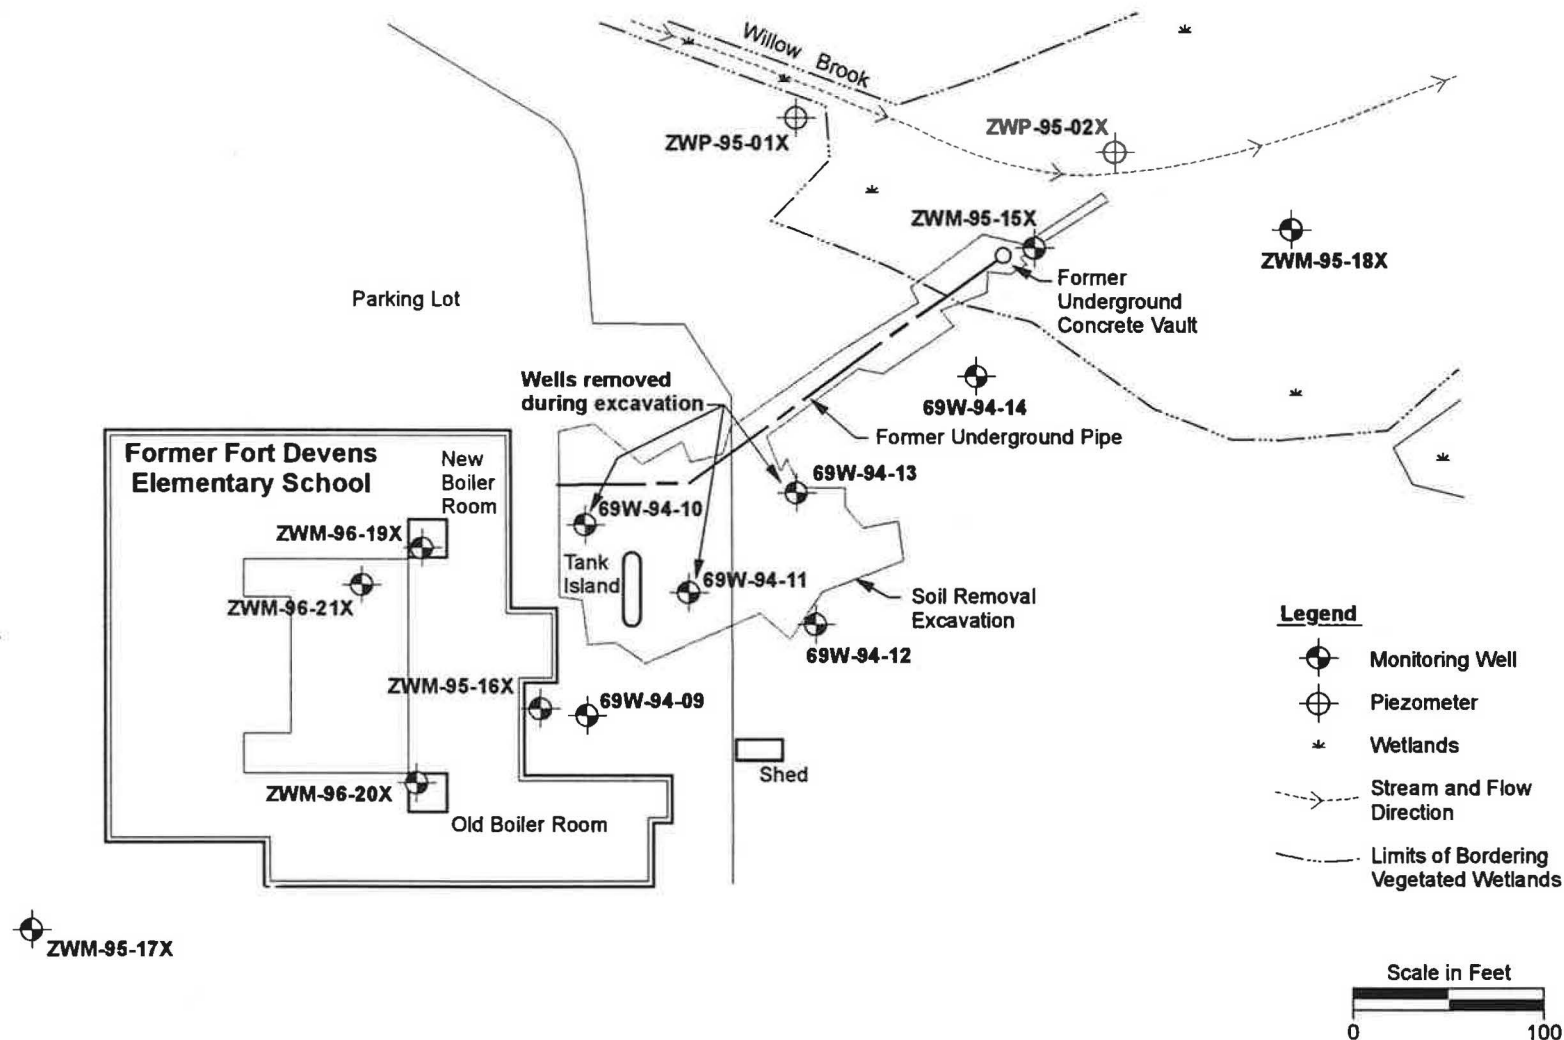 Willow Brook
ZWP-95-01X
ZWP-95-02X
ZWM-95-15X
ZWM-95-18X
Former
Underground
Concrete Vault
Parking Lot
Wells removed
during excavation
69W-94-14
Former Underground Pipe
Former Fort Devens
Elementary School
New
Boiler
Room
69W-94-13
69W-94-10
ZWM-96-19X
Tank
Island
69W-94-11
ZWM-96-21X
Soil Removal
Excavation
69W-94-12
ZWM-95-16X
69W-94-09
Shed
ZWM-96-20X
Old Boiler Room
ZWM-95-17X
Legend
Monitoring Well
Piezometer
Wetlands
Stream and Flow
Direction
Limits of Bordering
Vegetated Wetlands
Scale in Feet
0 100